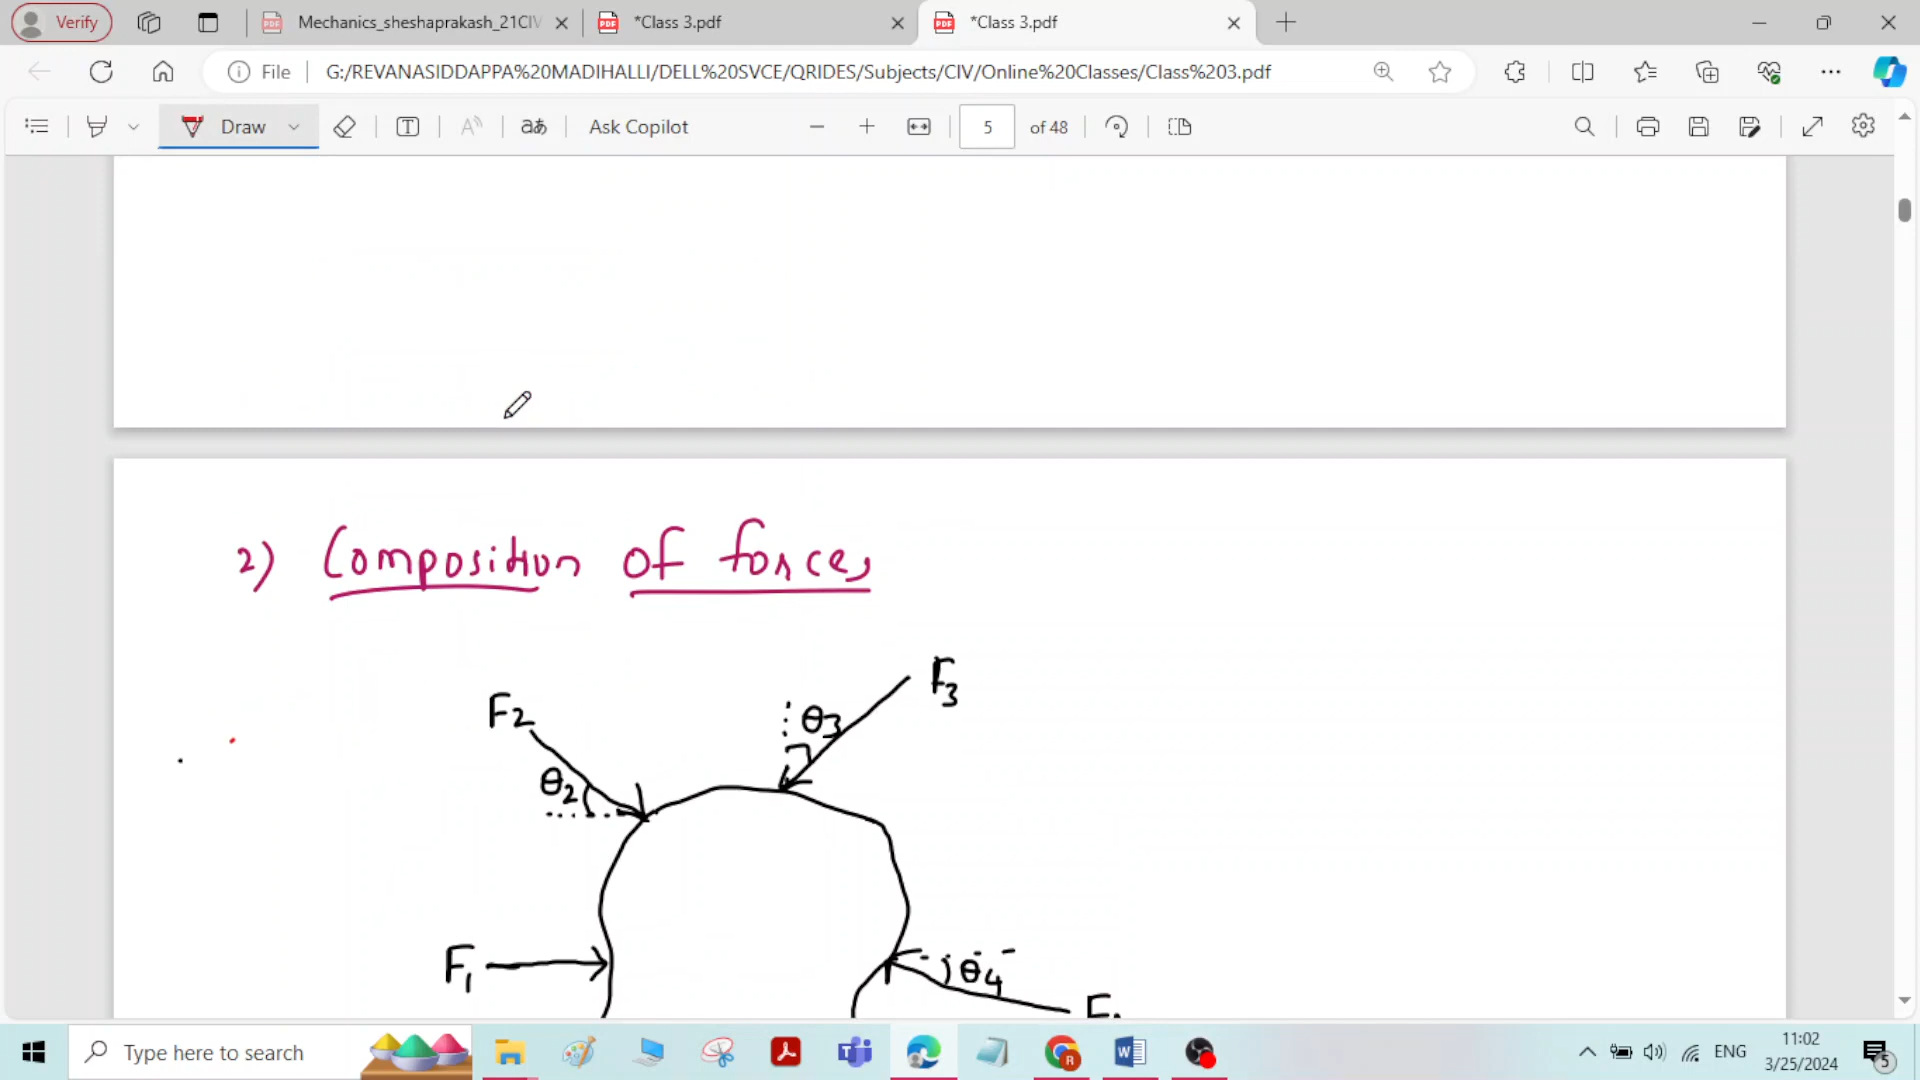 Verify
Mechanics_sheshaprakash_21CIV
*Class 3.pdf
*Class 3.pdf
File
G:/REVANASIDDAPPA%20MADIHALLI/DELL%20SVCE/QRIDES/Subjects/CIV/Online%20Classes/Class%203.pdf
Draw
Ask Copilot
5 of 48
2) Composition of forces
F3
F2
θ3
θ2
F1
θ4
Type here to search
ENG
11:02
3/25/2024
5